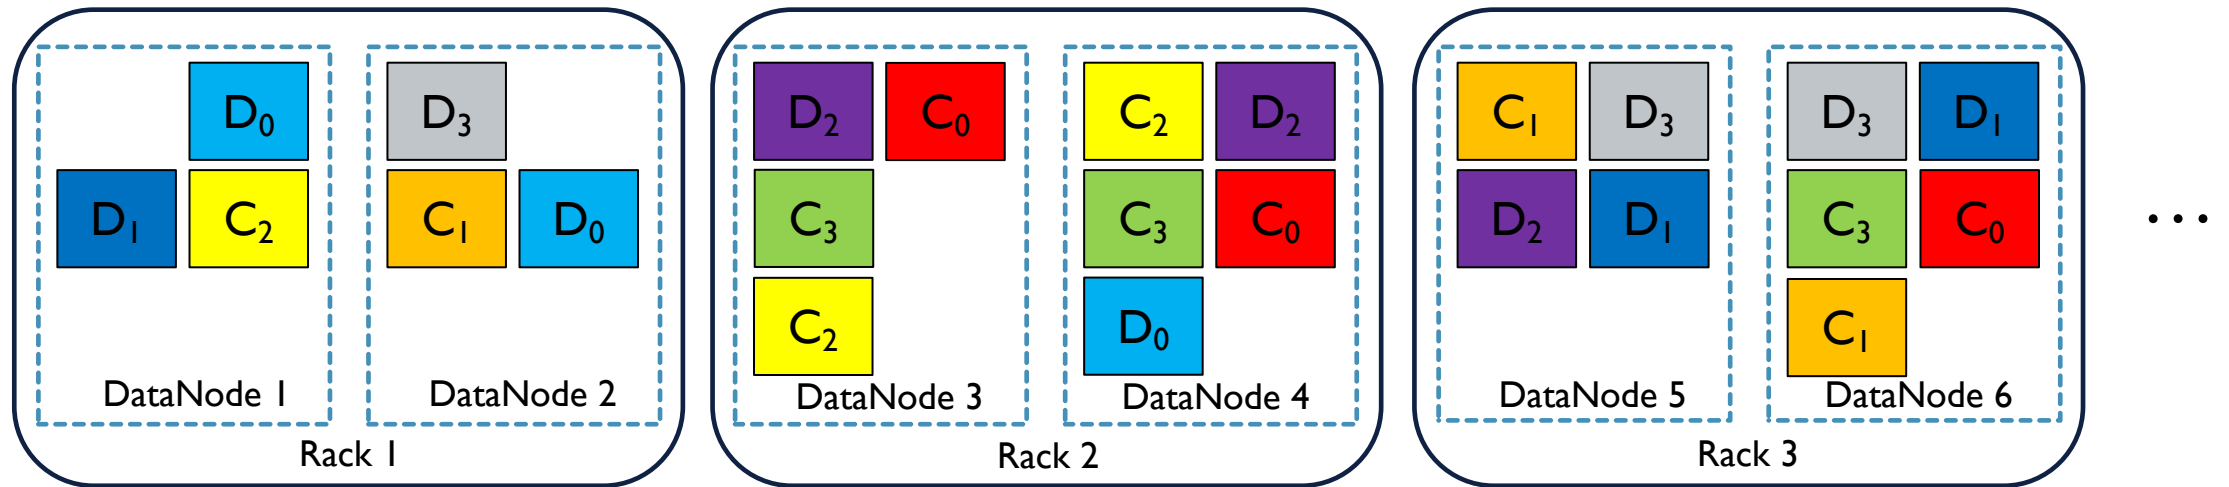 D₀
D₁ C₂
DataNode 1
D₃
C₁ D₀
DataNode 2
Rack 1
D₂ C₀
C₃
C₂
DataNode 3
C₂ D₂
C₃ C₀
D₀
DataNode 4
Rack 2
C₁ D₃
D₂ D₁
DataNode 5
D₃ D₁
C₃ C₀
C₁
DataNode 6
Rack 3
...